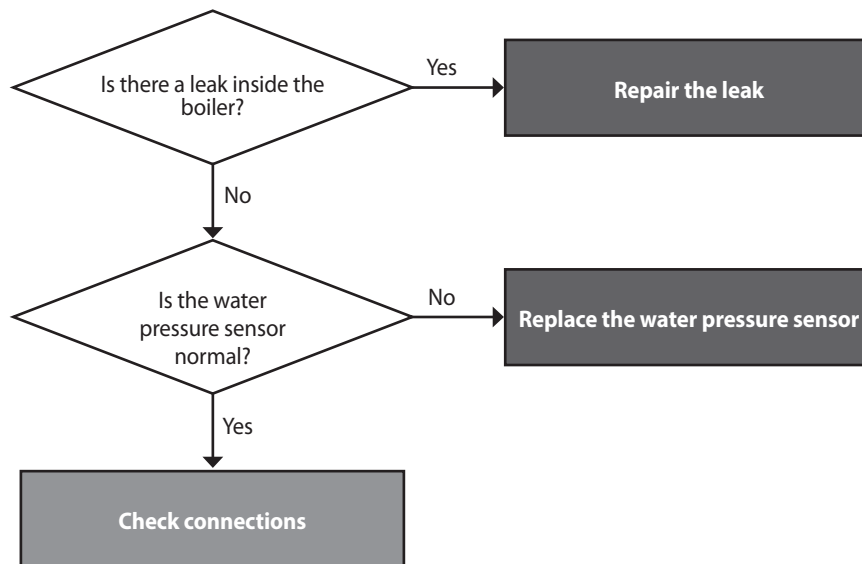 Is there a leak inside the
boiler?
Yes
Repair the leak
No
Is the water
pressure sensor
normal?
No
Replace the water pressure sensor
Yes
Check connections